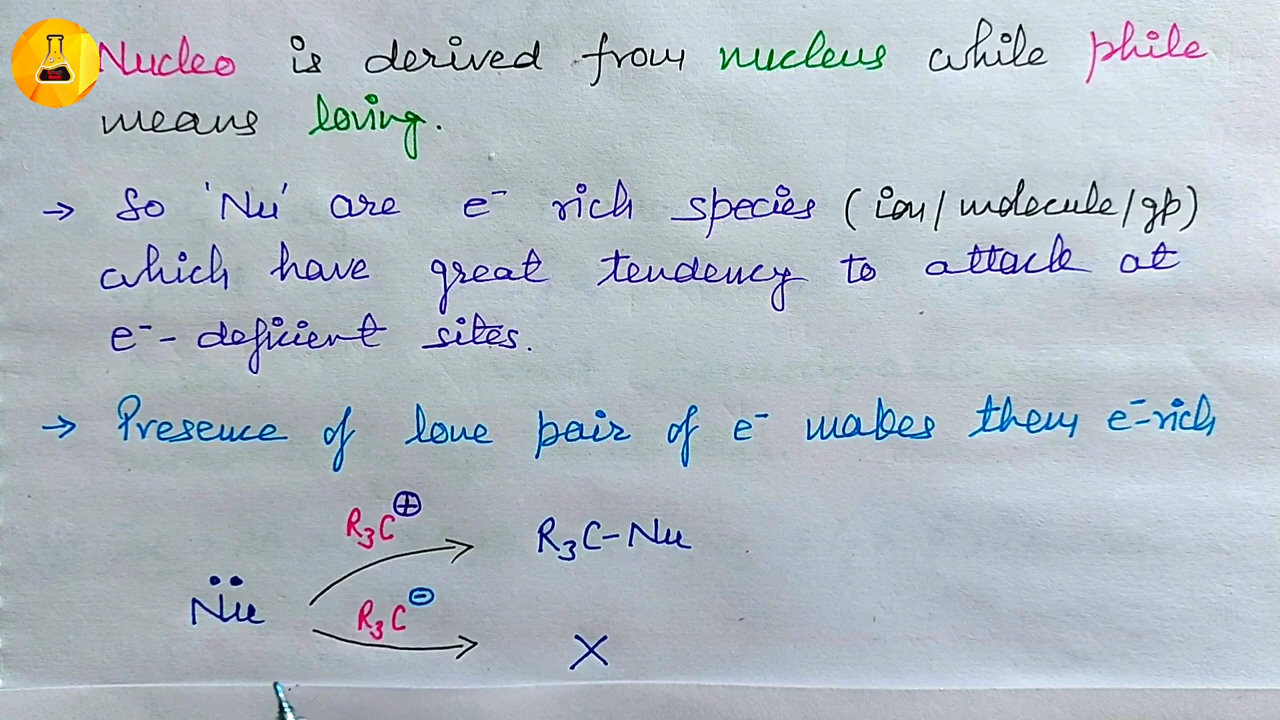 Nucleo is derived from nucleus while phile
means loving.
→ So 'Nu' are e⁻ rich species (ion/molecule/gp)
which have great tendency to attack at
e⁻-deficient sites.
→ Presence of lone pair of e⁻ makes them e⁻-rich
R₃C⊕
R₃C-Nu
N̈u
R₃C⊖
X